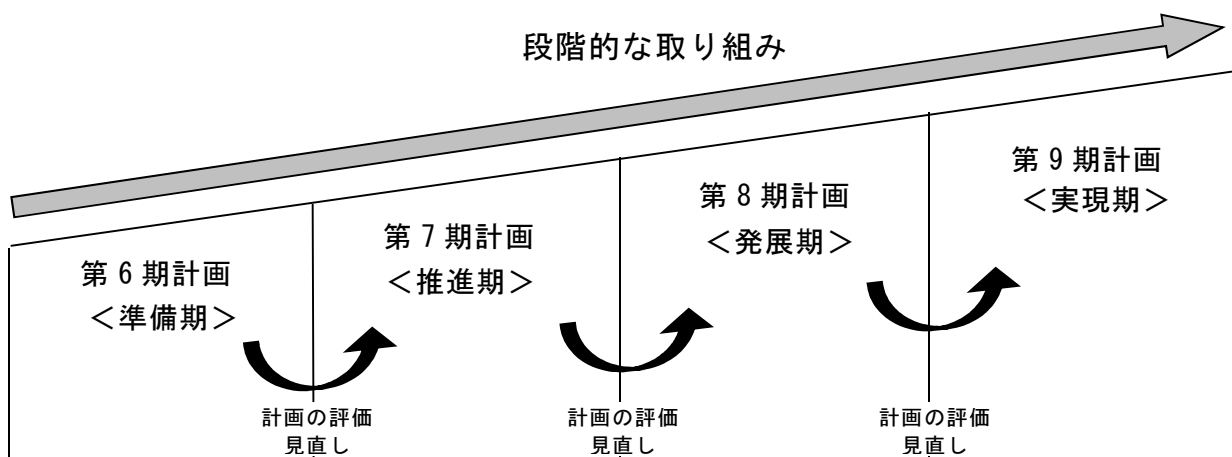 段階的な取り組み
第６期計画
＜準備期＞
第７期計画
＜推進期＞
第８期計画
＜発展期＞
第９期計画
＜実現期＞
計画の評価
見直し
計画の評価
見直し
計画の評価
見直し